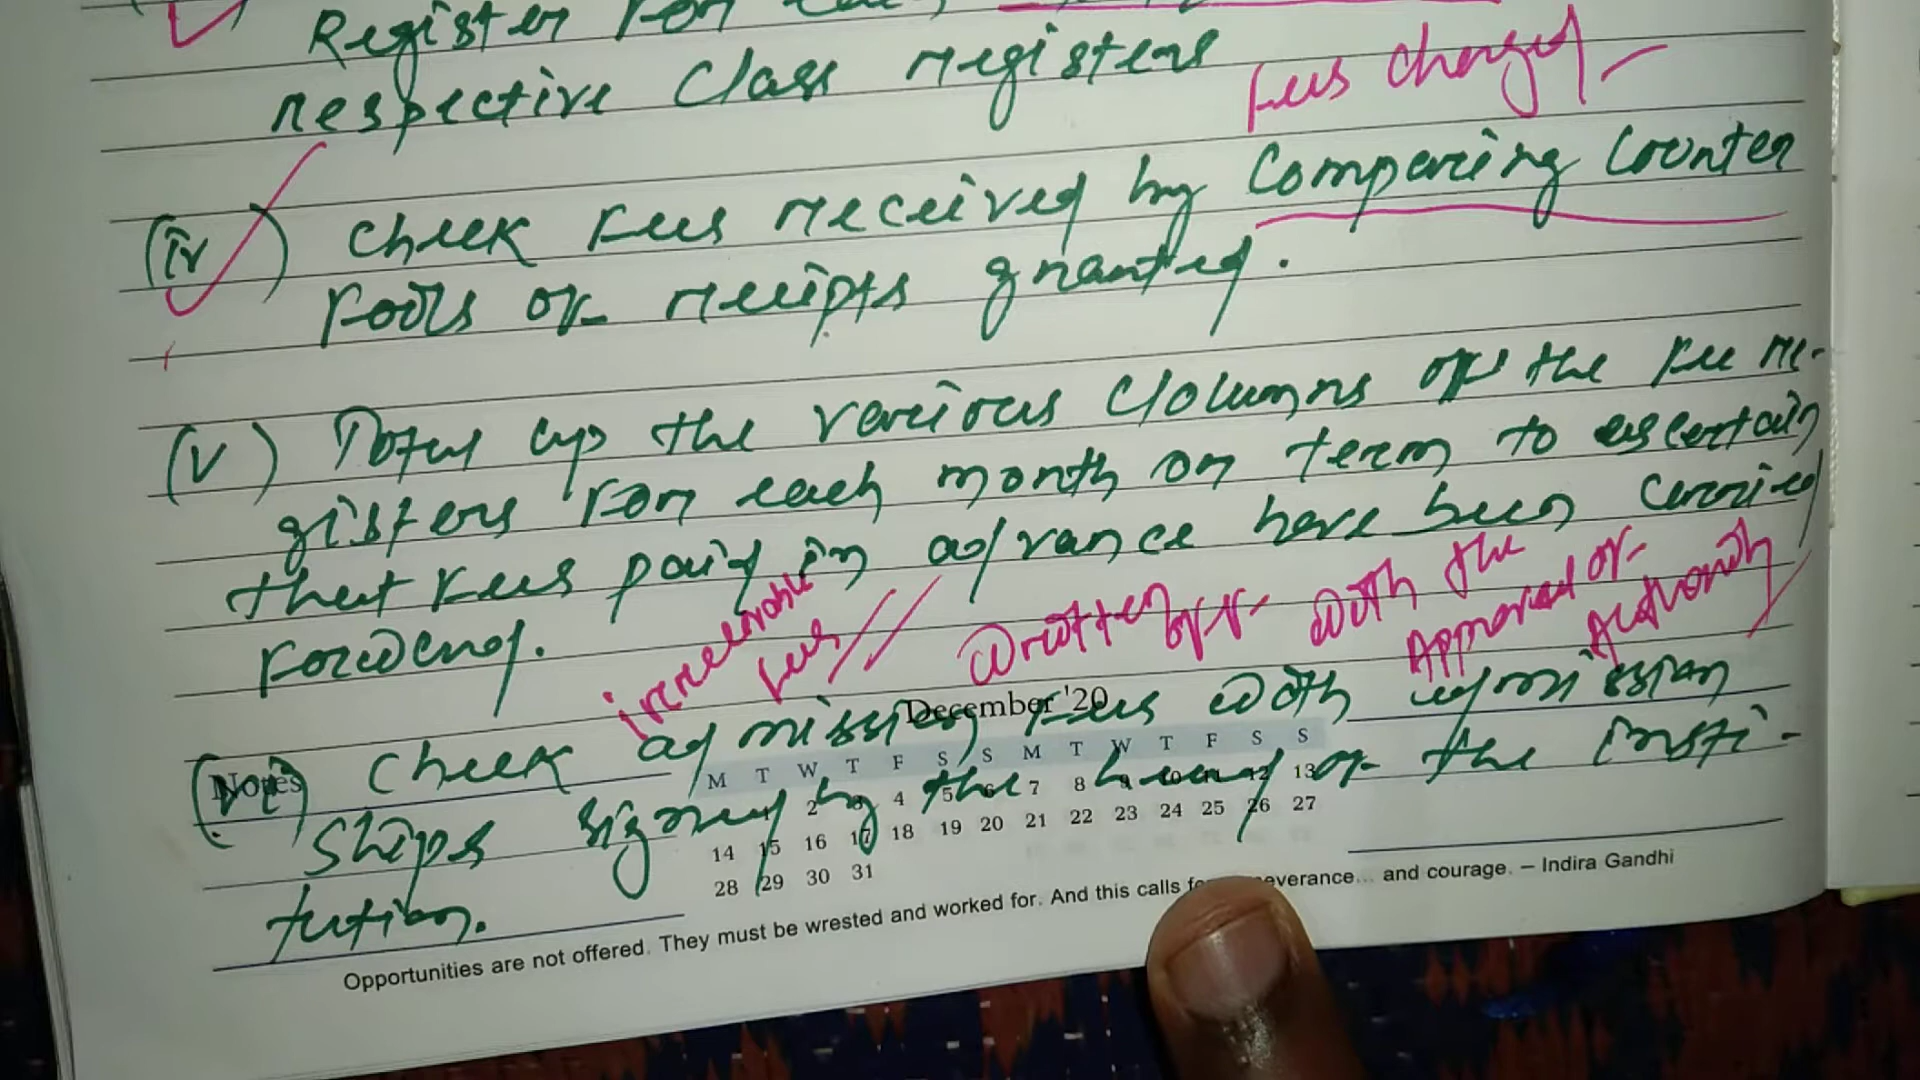 Register For each
respective Class registers
Fees charged
(iv) Check Fees received by Comparing Counter
Foils or receipts granted.
(v) Total up the various Columns of the Fee re-
gisters For each month or term to ascertain
that Fees paid in advance have been carried
Forward.
irrecoverable Fees // written off with the Approval of Authority
December '20
(vi) Check admission Fees with admission
Notes
M T W T F S S M T W T F S S
slips signed by the head of the insti-
2 3 4 5 6 7 8 9 10 11 12 13
14 15 16 17 18 19 20 21 22 23 24 25 26 27
28 29 30 31
tution.
Opportunities are not offered. They must be wrested and worked for. And this calls and courage. – Indira Gandhi